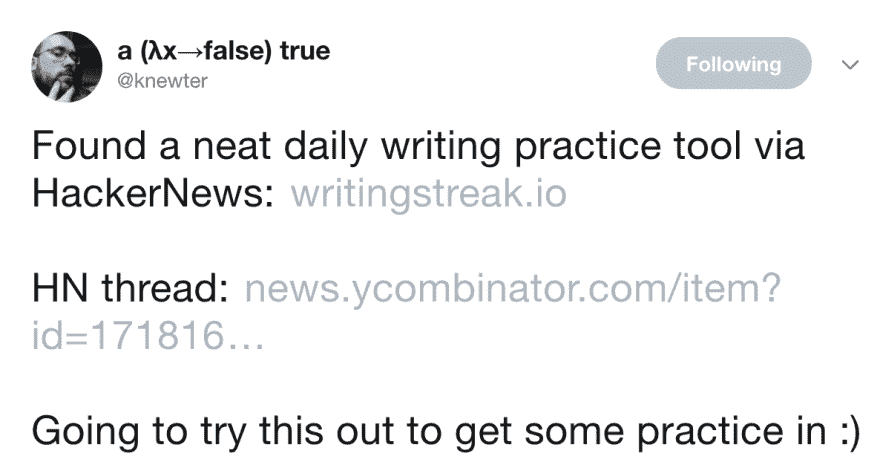 a (λx→false) true
@knewter
Following
Found a neat daily writing practice tool via
HackerNews: writingstreak.io
HN thread: news.ycombinator.com/item?
id=171816…
Going to try this out to get some practice in :)